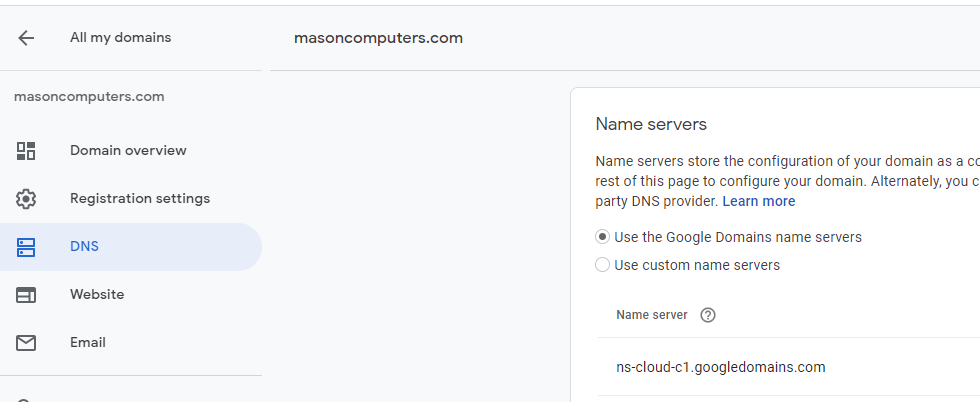 All my domains
masoncomputers.com
masoncomputers.com
Domain overview
Registration settings
DNS
Website
Email
Name servers
Name servers store the configuration of your domain as a
rest of this page to configure your domain. Alternately, you
party DNS provider. Learn more
Use the Google Domains name servers
Use custom name servers
Name server
ns-cloud-c1.googledomains.com